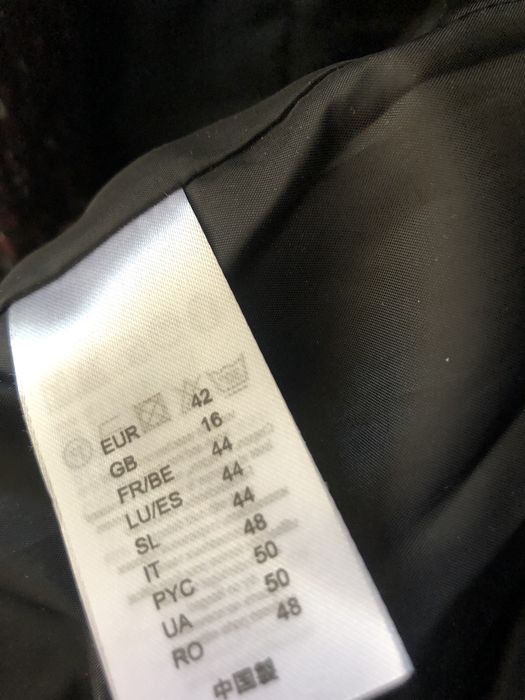 EUR 42
GB 16
FR/BE 44
LU/ES 44
SL 44
IT 48
PYC 50
UA 50
RO 48
中国製